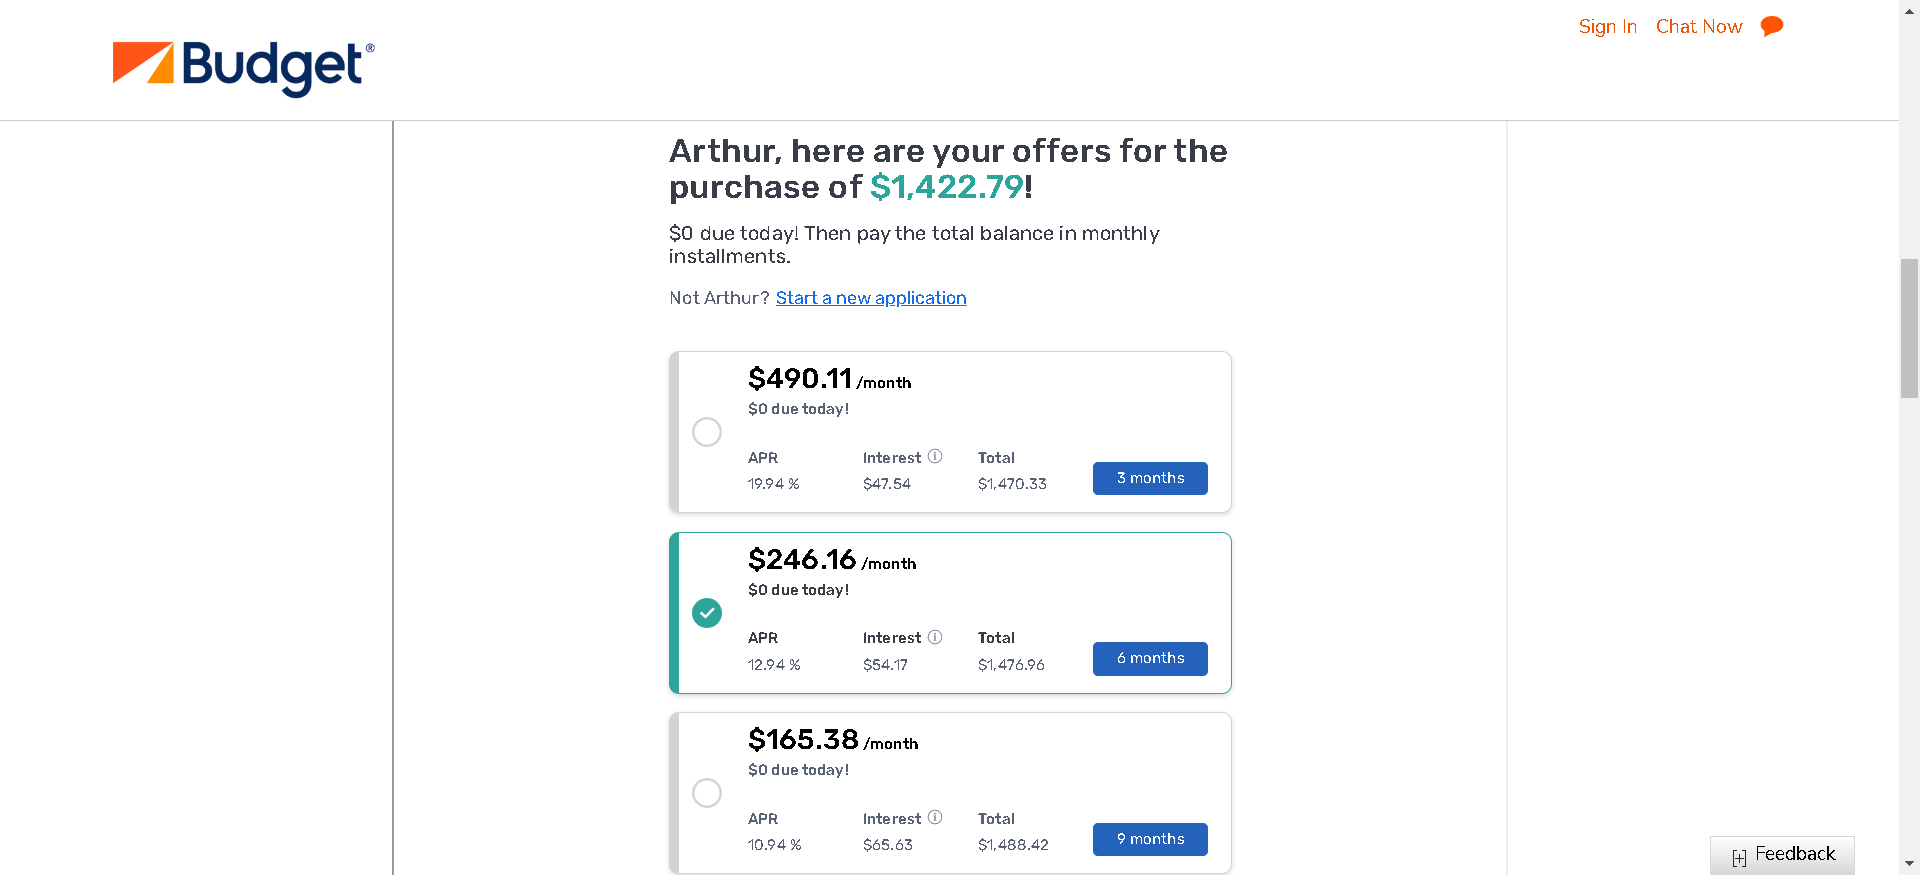 Sign In Chat Now
Budget®
Arthur, here are your offers for the
purchase of $1,422.79!
$0 due today! Then pay the total balance in monthly
installments.
Not Arthur? Start a new application
$490.11 /month
$0 due today!
APR Interest Total
19.94 % $47.54 $1,470.33 3 months
$246.16 /month
$0 due today!
APR Interest Total
12.94 % $54.17 $1,476.96 6 months
$165.38 /month
$0 due today!
APR Interest Total
10.94 % $65.63 $1,488.42 9 months
[+] Feedback